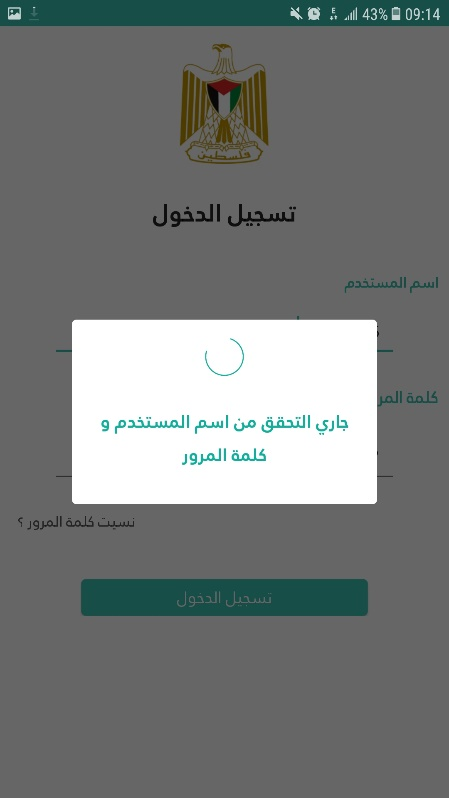 E 43% 09:14
فلسطين
تسجيل الدخول
اسم المستخدم
جاري التحقق من اسم المستخدم و
كلمة المرور
كلمة المر
نسيت كلمة المرور ؟
تسجيل الدخول